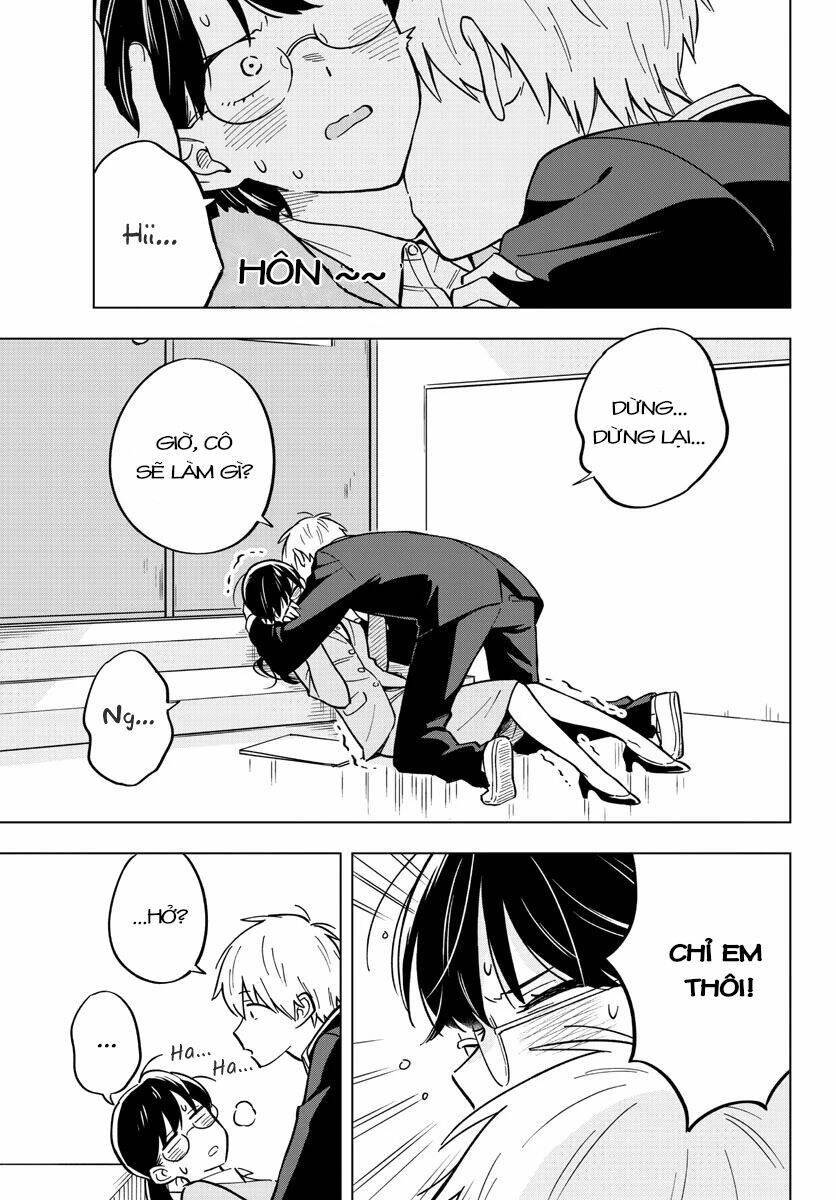 Hii...
HÔN ~~
DỪNG...
DỪNG LẠI...
GIỜ, CÔ
SẼ LÀM GÌ?
Ng...
CHỈ EM
THÔI!
...HỞ?
Ha...
Ha...
...